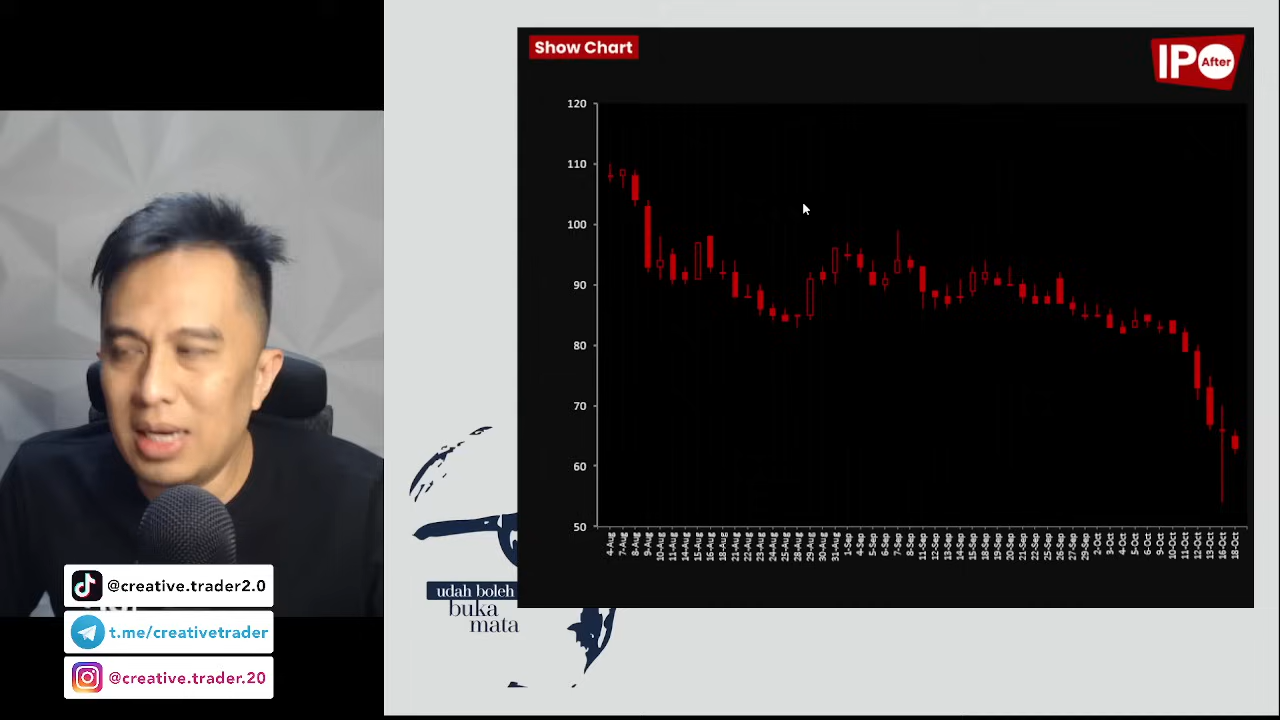 Show Chart
IPO
After
120
110
100
90
80
70
60
50
4-Aug
7-Aug
8-Aug
9-Aug
10-Aug
11-Aug
14-Aug
15-Aug
16-Aug
18-Aug
21-Aug
22-Aug
23-Aug
24-Aug
25-Aug
28-Aug
29-Aug
30-Aug
31-Aug
1-Sep
4-Sep
5-Sep
6-Sep
7-Sep
8-Sep
11-Sep
12-Sep
13-Sep
14-Sep
15-Sep
18-Sep
19-Sep
20-Sep
21-Sep
22-Sep
25-Sep
26-Sep
27-Sep
29-Sep
2-Oct
3-Oct
4-Oct
5-Oct
6-Oct
9-Oct
10-Oct
11-Oct
12-Oct
13-Oct
16-Oct
18-Oct
udah boleh
buka
mata
@creative.trader2.0
t.me/creativetrader
@creative.trader.20